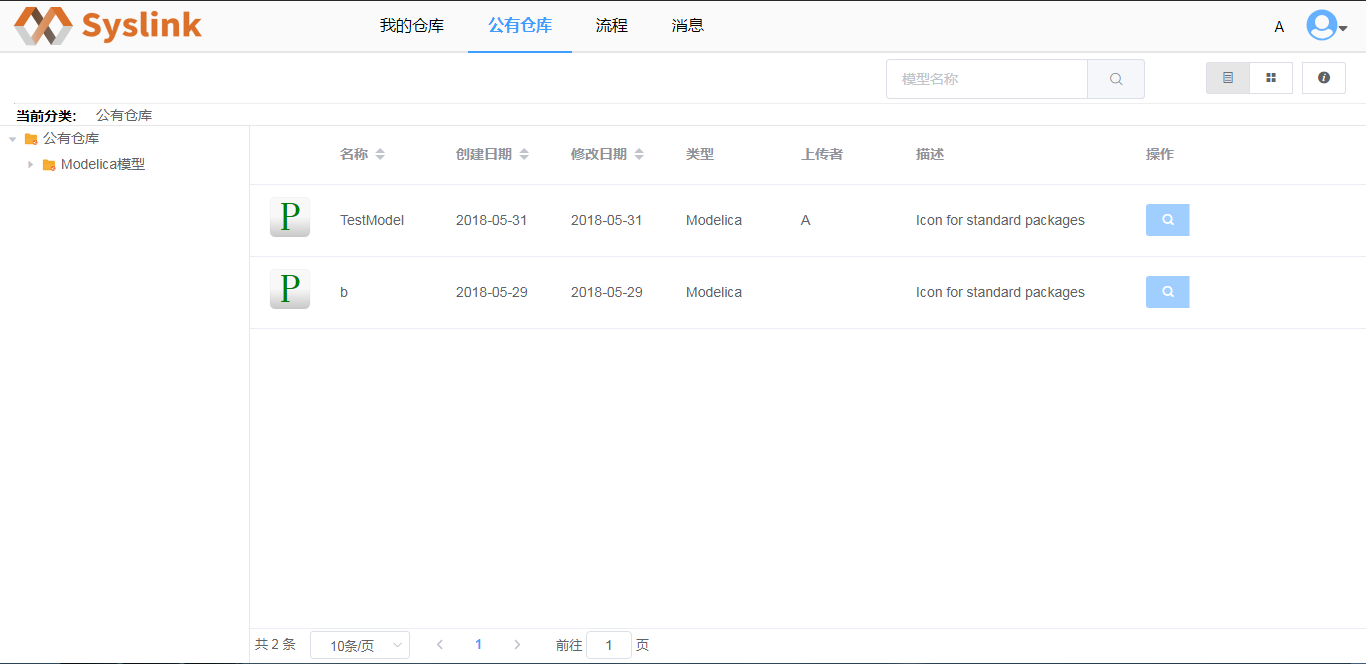 Syslink 我的仓库 公有仓库 流程 消息 A
模型名称
当前分类： 公有仓库
公有仓库
Modelica模型
名称 创建日期 修改日期 类型 上传者 描述 操作
P TestModel 2018-05-31 2018-05-31 Modelica A Icon for standard packages
P b 2018-05-29 2018-05-29 Modelica Icon for standard packages
共 2 条 10条/页 1 前往 1 页